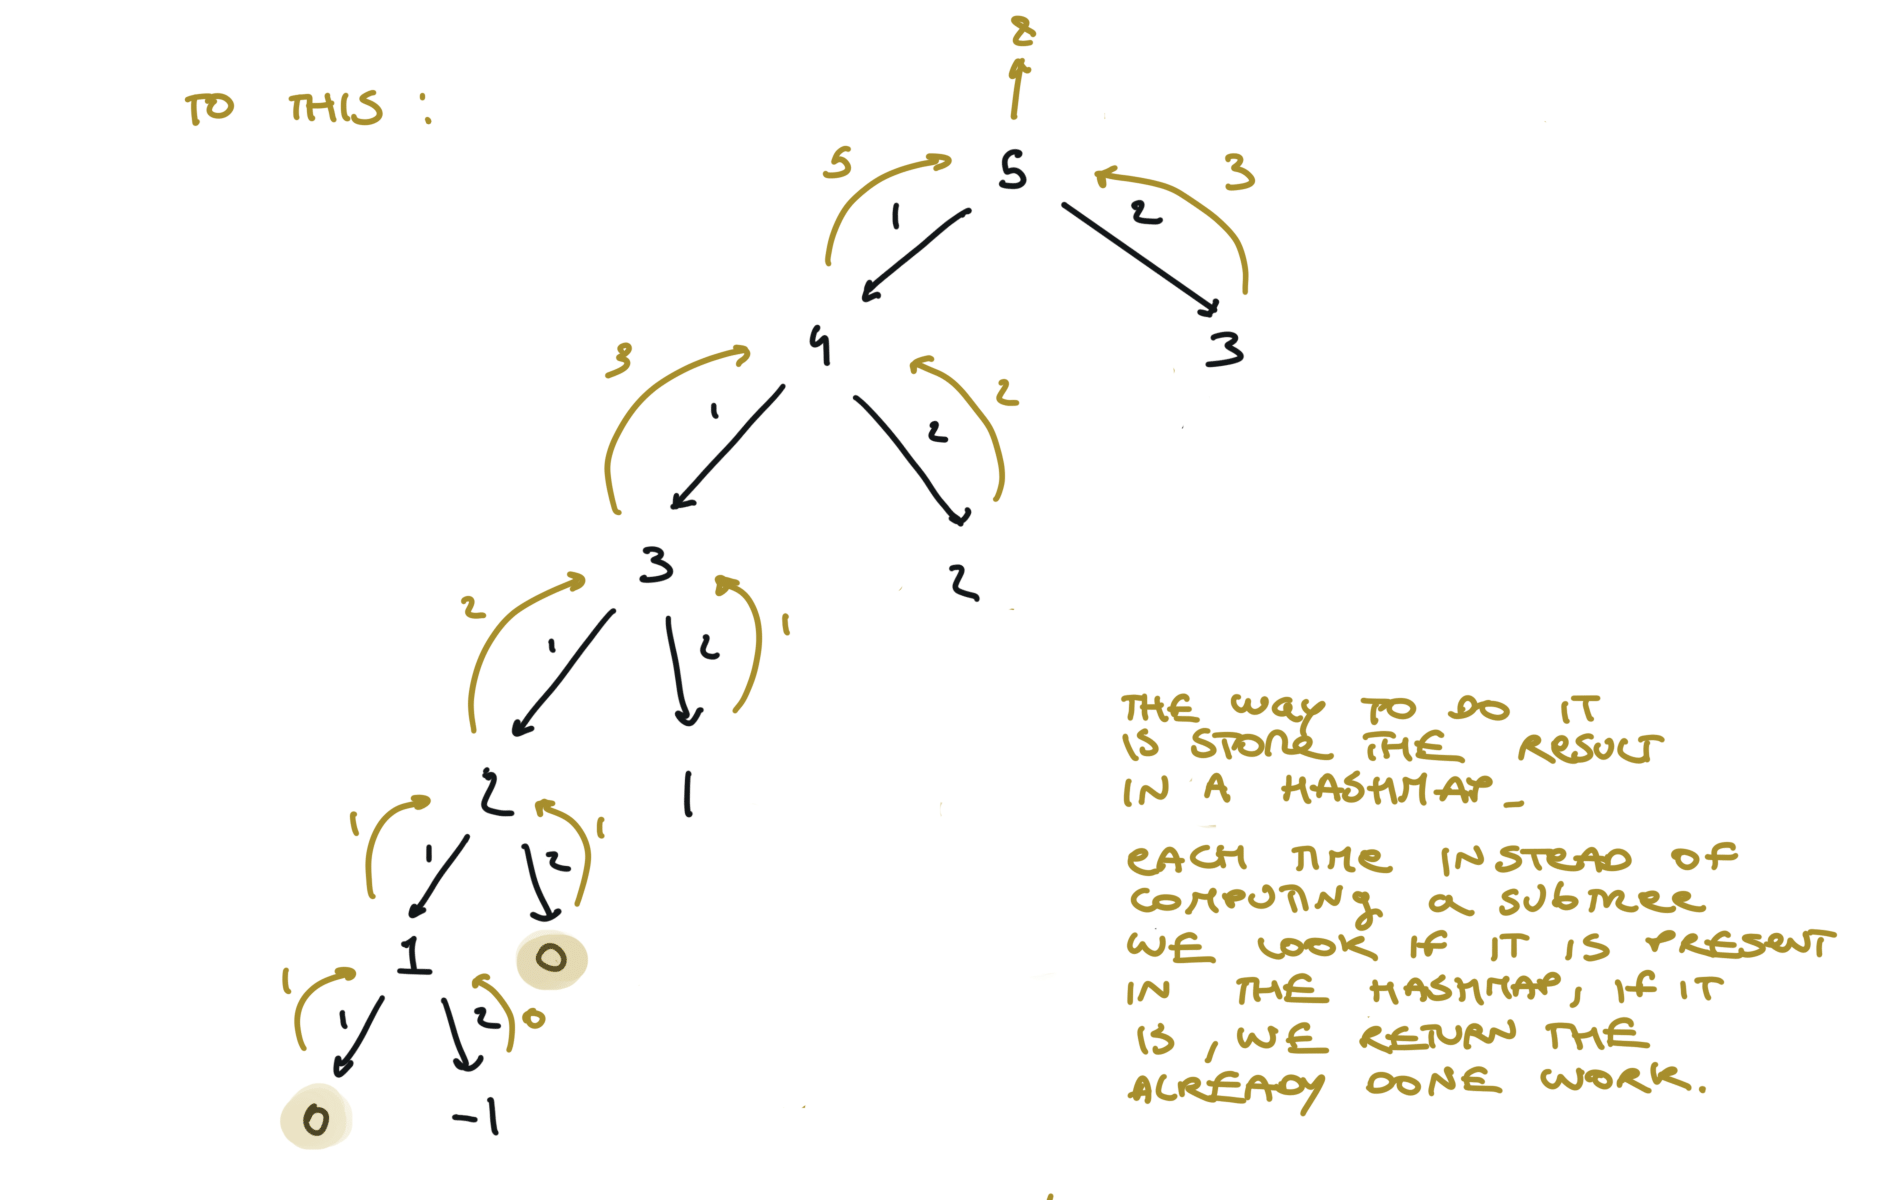 8
TO THIS :
5 5 3
1 2
4 3
3 2
1 2
3 2
2 1
1 2
2 1
1 1
1 2
1 0
1 0
1 2
0 -1
THE WAY TO DO IT
IS STORE THE RESULT
IN A HASHMAP_
EACH TIME INSTEAD OF
COMPUTING A SUBTREE
WE LOOK IF IT IS PRESENT
IN THE HASHMAP, IF IT
IS, WE RETURN THE
ALREADY DONE WORK.